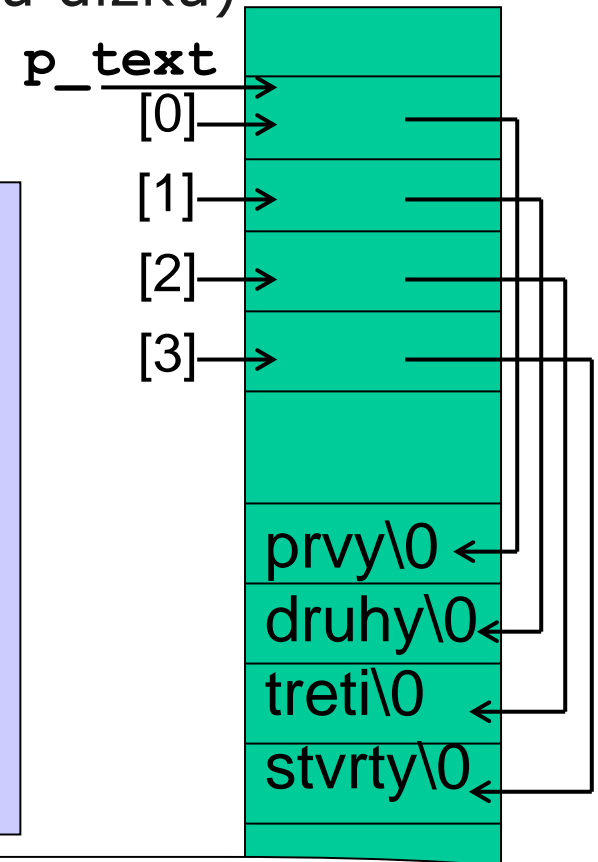 p_text
[0]
[1]
[2]
[3]
prvy\0
druhy\0
treti\0
stvrty\0